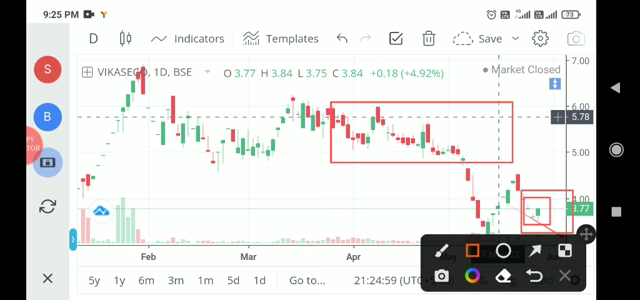 9:25 PM
73
D
Indicators
Templates
Save
S
B
VIKASECO, 1D, BSE
O 3.77 H 3.84 L 3.75 C 3.84 +0.18 (+4.92%)
Market Closed
7.00
6.00
5.78
5.00
4.00
3.77
Feb
Mar
Apr
5y
1y
6m
3m
1m
5d
1d
Go to...
21:24:59